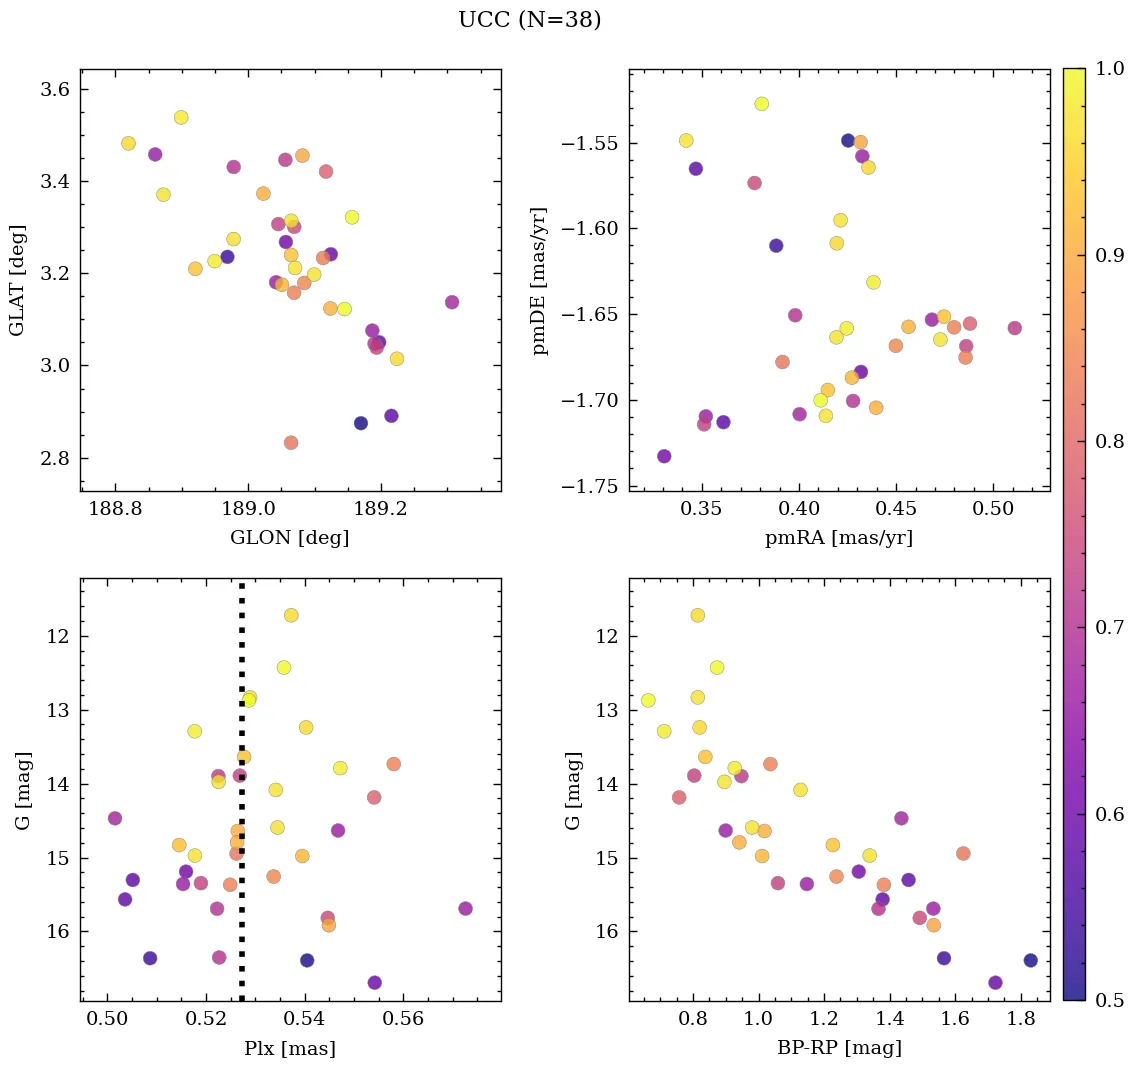 UCC (N=38)
3.6
3.4
3.2
3.0
2.8
GLAT [deg]
188.8 189.0 189.2
GLON [deg]
−1.55
−1.60
−1.65
−1.70
−1.75
pmDE [mas/yr]
0.35 0.40 0.45 0.50
pmRA [mas/yr]
1.0
0.9
0.8
0.7
0.6
0.5
12
13
14
15
16
G [mag]
0.50 0.52 0.54 0.56
Plx [mas]
12
13
14
15
16
G [mag]
0.8 1.0 1.2 1.4 1.6 1.8
BP-RP [mag]